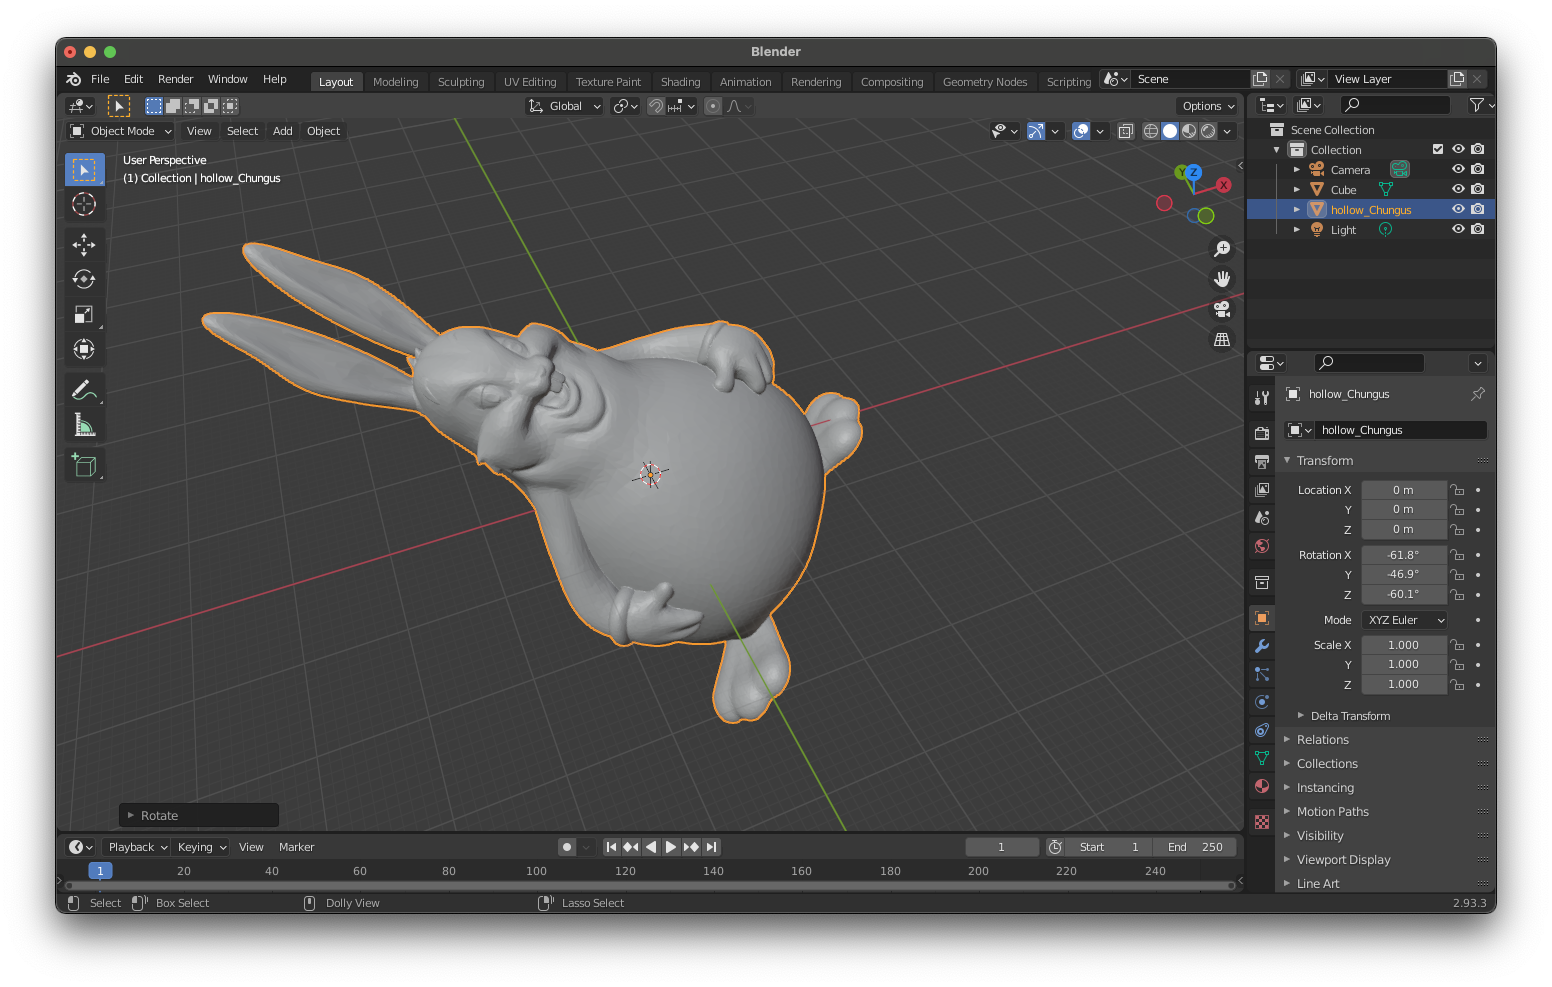 Blender
File Edit Render Window Help Layout Modeling Sculpting UV Editing Texture Paint Shading Animation Rendering Compositing Geometry Nodes Scripting Scene View Layer
Global Options
Object Mode View Select Add Object
User Perspective
(1) Collection | hollow_Chungus
Y Z X
Scene Collection
Collection
Camera
Cube
hollow_Chungus
Light
hollow_Chungus
hollow_Chungus
Transform
Location X 0 m
Y 0 m
Z 0 m
Rotation X -61.8°
Y -46.9°
Z -60.1°
Mode XYZ Euler
Scale X 1.000
Y 1.000
Z 1.000
Delta Transform
Relations
Collections
Instancing
Motion Paths
Visibility
Viewport Display
Line Art
Rotate
Playback Keying View Marker 1 Start 1 End 250
1 20 40 60 80 100 120 140 160 180 200 220 240
Select Box Select Dolly View Lasso Select 2.93.3